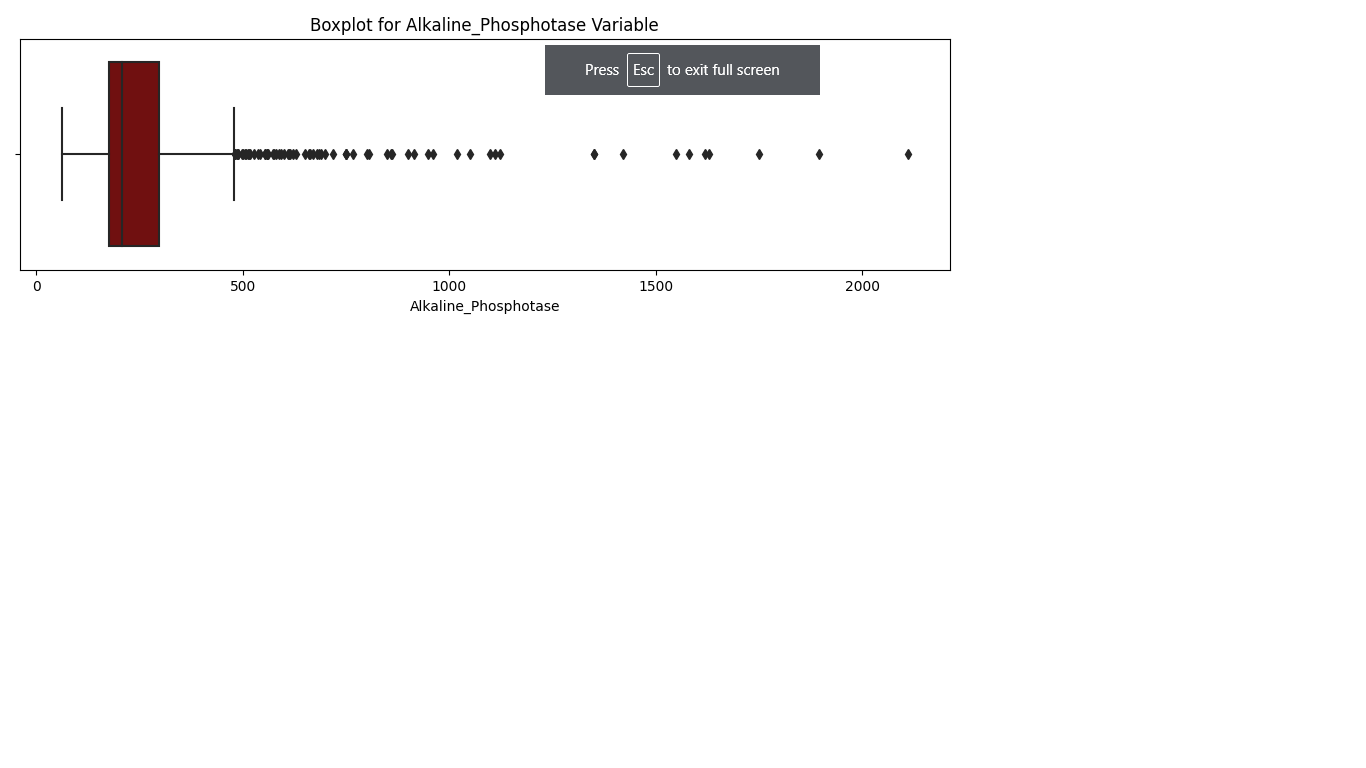 Boxplot for Alkaline_Phosphotase Variable
Press Esc to exit full screen
0 500 1000 1500 2000
Alkaline_Phosphotase